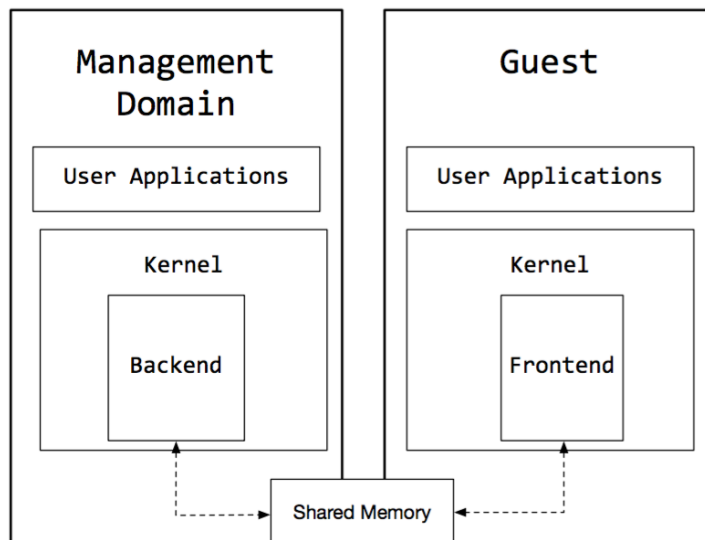 Management
Domain
User Applications
Kernel
Backend
Guest
User Applications
Kernel
Frontend
Shared Memory